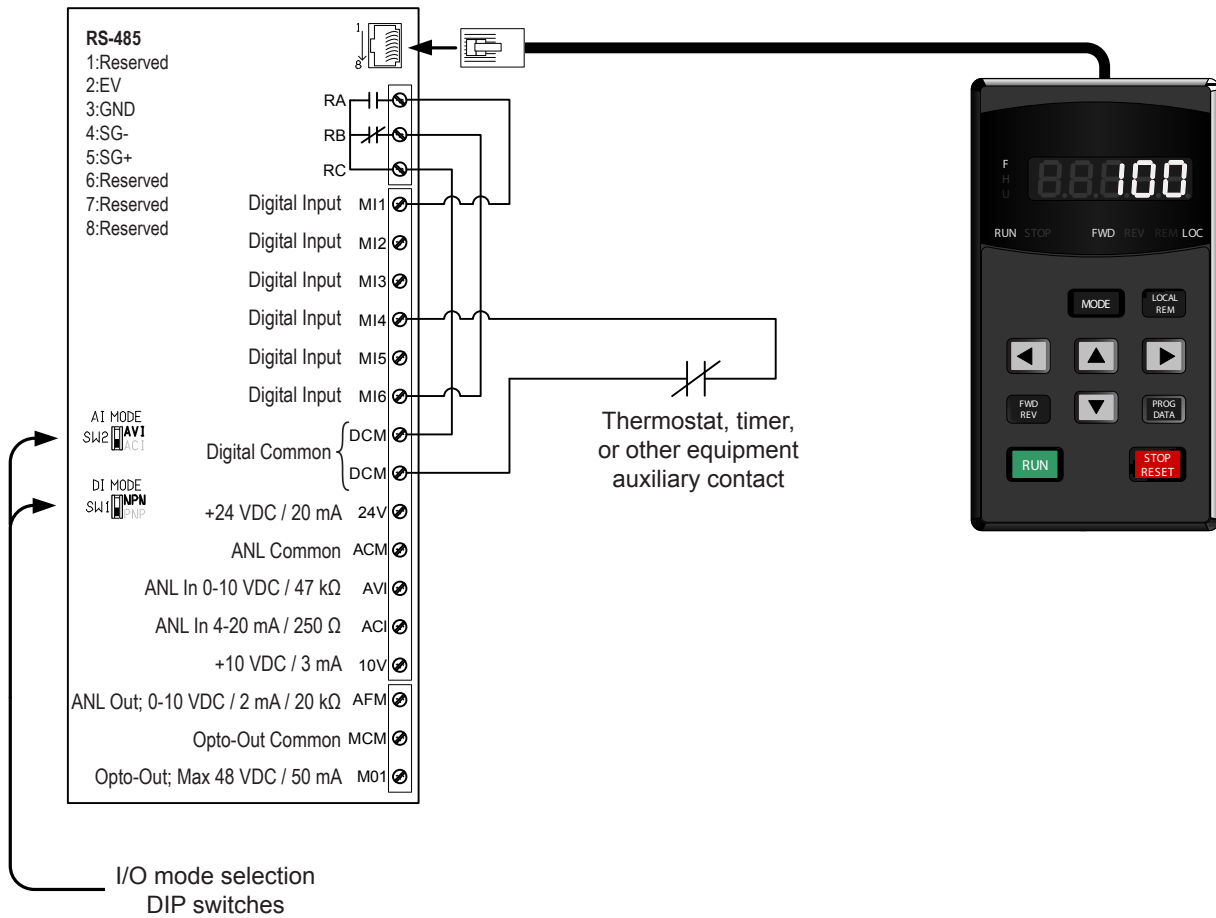 RS-485
1:Reserved
2:EV
3:GND
4:SG-
5:SG+
6:Reserved
7:Reserved
8:Reserved
1
8
RA
RB
RC
Digital Input MI1
Digital Input MI2
Digital Input MI3
Digital Input MI4
Digital Input MI5
Digital Input MI6
Digital Common
DCM
DCM
+24 VDC / 20 mA 24V
ANL Common ACM
ANL In 0-10 VDC / 47 kΩ AVI
ANL In 4-20 mA / 250 Ω ACI
+10 VDC / 3 mA 10V
ANL Out; 0-10 VDC / 2 mA / 20 kΩ AFM
Opto-Out Common MCM
Opto-Out; Max 48 VDC / 50 mA M01
AI MODE
SW2 AVI
ACI
DI MODE
SW1 NPN
PNP
I/O mode selection
DIP switches
Thermostat, timer,
or other equipment
auxiliary contact
F
H
U
100
RUN STOP FWD REV REM LOC
MODE
LOCAL
REM
FWD
REV
PROG
DATA
RUN
STOP
RESET